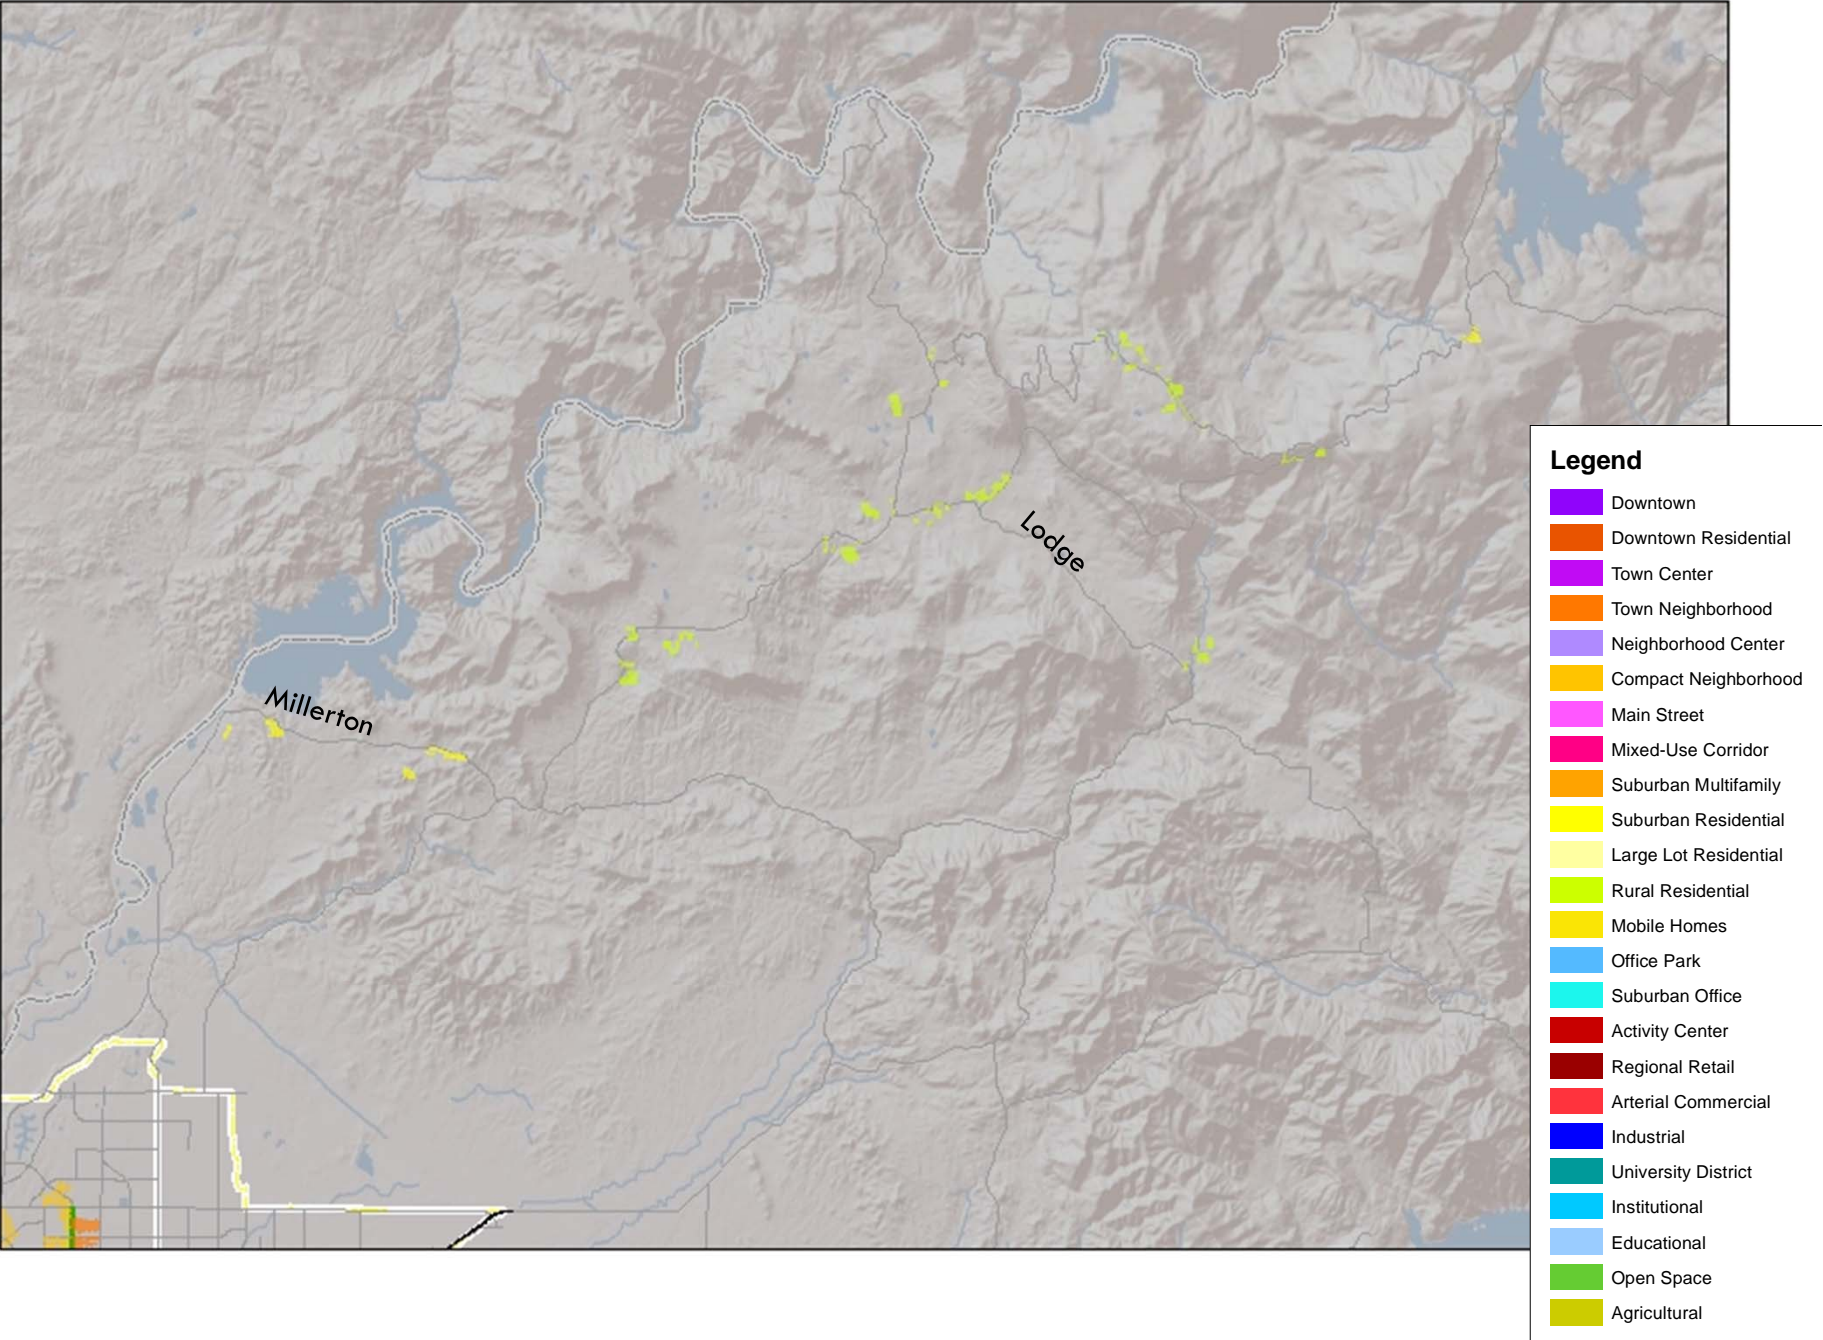 Lodge
Millerton
Legend
Downtown
Downtown Residential
Town Center
Town Neighborhood
Neighborhood Center
Compact Neighborhood
Main Street
Mixed-Use Corridor
Suburban Multifamily
Suburban Residential
Large Lot Residential
Rural Residential
Mobile Homes
Office Park
Suburban Office
Activity Center
Regional Retail
Arterial Commercial
Industrial
University District
Institutional
Educational
Open Space
Agricultural